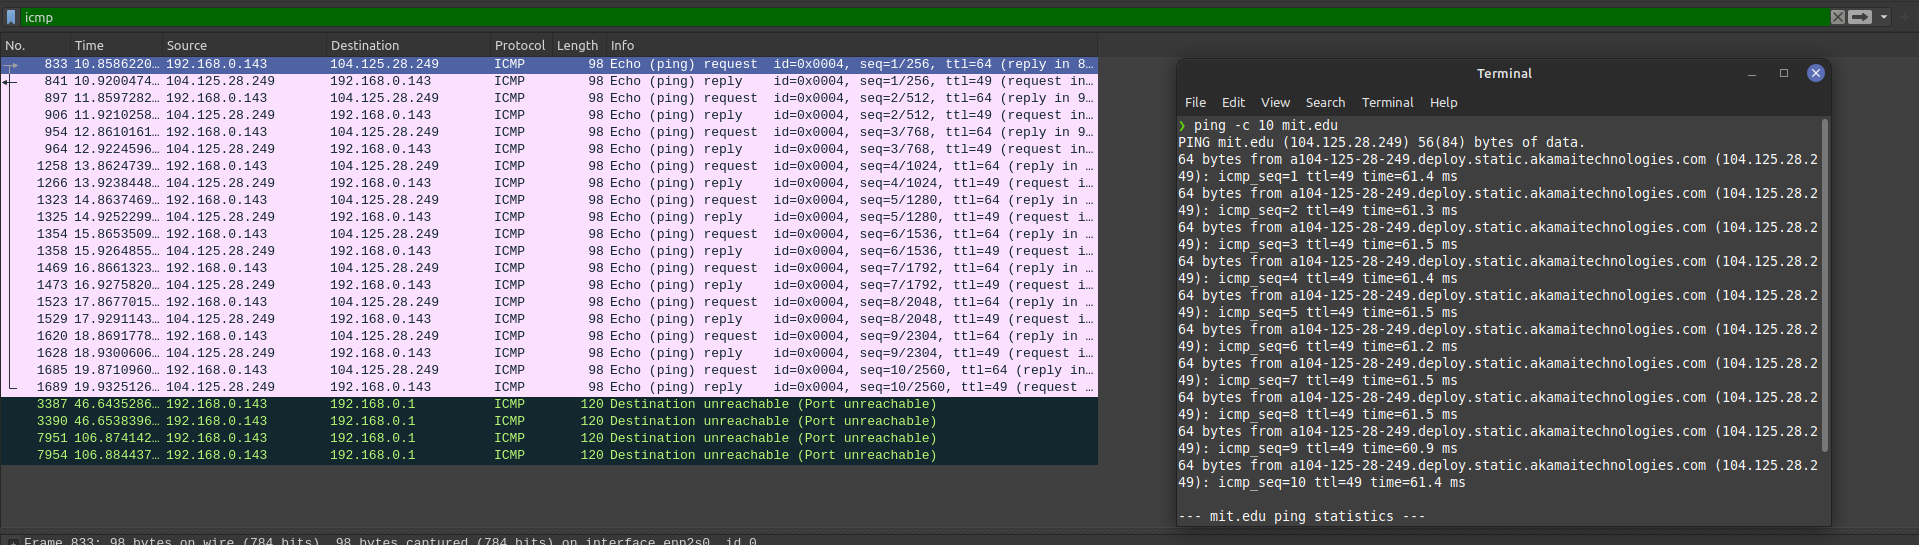 icmp
No. Time Source Destination Protocol Length Info
833 10.8586220… 192.168.0.143 104.125.28.249 ICMP 98 Echo (ping) request id=0x0004, seq=1/256, ttl=64 (reply in 8…
841 10.9200474… 104.125.28.249 192.168.0.143 ICMP 98 Echo (ping) reply id=0x0004, seq=1/256, ttl=49 (request in…
897 11.8597282… 192.168.0.143 104.125.28.249 ICMP 98 Echo (ping) request id=0x0004, seq=2/512, ttl=64 (reply in 9…
906 11.9210258… 104.125.28.249 192.168.0.143 ICMP 98 Echo (ping) reply id=0x0004, seq=2/512, ttl=49 (request in…
954 12.8610161… 192.168.0.143 104.125.28.249 ICMP 98 Echo (ping) request id=0x0004, seq=3/768, ttl=64 (reply in 9…
964 12.9224596… 104.125.28.249 192.168.0.143 ICMP 98 Echo (ping) reply id=0x0004, seq=3/768, ttl=49 (request in…
1258 13.8624739… 192.168.0.143 104.125.28.249 ICMP 98 Echo (ping) request id=0x0004, seq=4/1024, ttl=64 (reply in …
1266 13.9238448… 104.125.28.249 192.168.0.143 ICMP 98 Echo (ping) reply id=0x0004, seq=4/1024, ttl=49 (request i…
1323 14.8637469… 192.168.0.143 104.125.28.249 ICMP 98 Echo (ping) request id=0x0004, seq=5/1280, ttl=64 (reply in …
1325 14.9252299… 104.125.28.249 192.168.0.143 ICMP 98 Echo (ping) reply id=0x0004, seq=5/1280, ttl=49 (request i…
1354 15.8653509… 192.168.0.143 104.125.28.249 ICMP 98 Echo (ping) request id=0x0004, seq=6/1536, ttl=64 (reply in …
1358 15.9264855… 104.125.28.249 192.168.0.143 ICMP 98 Echo (ping) reply id=0x0004, seq=6/1536, ttl=49 (request i…
1469 16.8661323… 192.168.0.143 104.125.28.249 ICMP 98 Echo (ping) request id=0x0004, seq=7/1792, ttl=64 (reply in …
1473 16.9275820… 104.125.28.249 192.168.0.143 ICMP 98 Echo (ping) reply id=0x0004, seq=7/1792, ttl=49 (request i…
1523 17.8677015… 192.168.0.143 104.125.28.249 ICMP 98 Echo (ping) request id=0x0004, seq=8/2048, ttl=64 (reply in …
1529 17.9291143… 104.125.28.249 192.168.0.143 ICMP 98 Echo (ping) reply id=0x0004, seq=8/2048, ttl=49 (request i…
1620 18.8691778… 192.168.0.143 104.125.28.249 ICMP 98 Echo (ping) request id=0x0004, seq=9/2304, ttl=64 (reply in …
1628 18.9300606… 104.125.28.249 192.168.0.143 ICMP 98 Echo (ping) reply id=0x0004, seq=9/2304, ttl=49 (request i…
1685 19.8710960… 192.168.0.143 104.125.28.249 ICMP 98 Echo (ping) request id=0x0004, seq=10/2560, ttl=64 (reply in…
1689 19.9325126… 104.125.28.249 192.168.0.143 ICMP 98 Echo (ping) reply id=0x0004, seq=10/2560, ttl=49 (request …
3387 46.6435286… 192.168.0.143 192.168.0.1 ICMP 120 Destination unreachable (Port unreachable)
3390 46.6538396… 192.168.0.143 192.168.0.1 ICMP 120 Destination unreachable (Port unreachable)
7951 106.874142… 192.168.0.143 192.168.0.1 ICMP 120 Destination unreachable (Port unreachable)
7954 106.884437… 192.168.0.143 192.168.0.1 ICMP 120 Destination unreachable (Port unreachable)
Frame 833: 98 bytes on wire (784 bits), 98 bytes captured (784 bits) on interface enp2s0, id 0
Terminal
File Edit View Search Terminal Help
❯ ping -c 10 mit.edu
PING mit.edu (104.125.28.249) 56(84) bytes of data.
64 bytes from a104-125-28-249.deploy.static.akamaitechnologies.com (104.125.28.2
49): icmp_seq=1 ttl=49 time=61.4 ms
64 bytes from a104-125-28-249.deploy.static.akamaitechnologies.com (104.125.28.2
49): icmp_seq=2 ttl=49 time=61.3 ms
64 bytes from a104-125-28-249.deploy.static.akamaitechnologies.com (104.125.28.2
49): icmp_seq=3 ttl=49 time=61.5 ms
64 bytes from a104-125-28-249.deploy.static.akamaitechnologies.com (104.125.28.2
49): icmp_seq=4 ttl=49 time=61.4 ms
64 bytes from a104-125-28-249.deploy.static.akamaitechnologies.com (104.125.28.2
49): icmp_seq=5 ttl=49 time=61.5 ms
64 bytes from a104-125-28-249.deploy.static.akamaitechnologies.com (104.125.28.2
49): icmp_seq=6 ttl=49 time=61.2 ms
64 bytes from a104-125-28-249.deploy.static.akamaitechnologies.com (104.125.28.2
49): icmp_seq=7 ttl=49 time=61.5 ms
64 bytes from a104-125-28-249.deploy.static.akamaitechnologies.com (104.125.28.2
49): icmp_seq=8 ttl=49 time=61.5 ms
64 bytes from a104-125-28-249.deploy.static.akamaitechnologies.com (104.125.28.2
49): icmp_seq=9 ttl=49 time=60.9 ms
64 bytes from a104-125-28-249.deploy.static.akamaitechnologies.com (104.125.28.2
49): icmp_seq=10 ttl=49 time=61.4 ms
--- mit.edu ping statistics ---